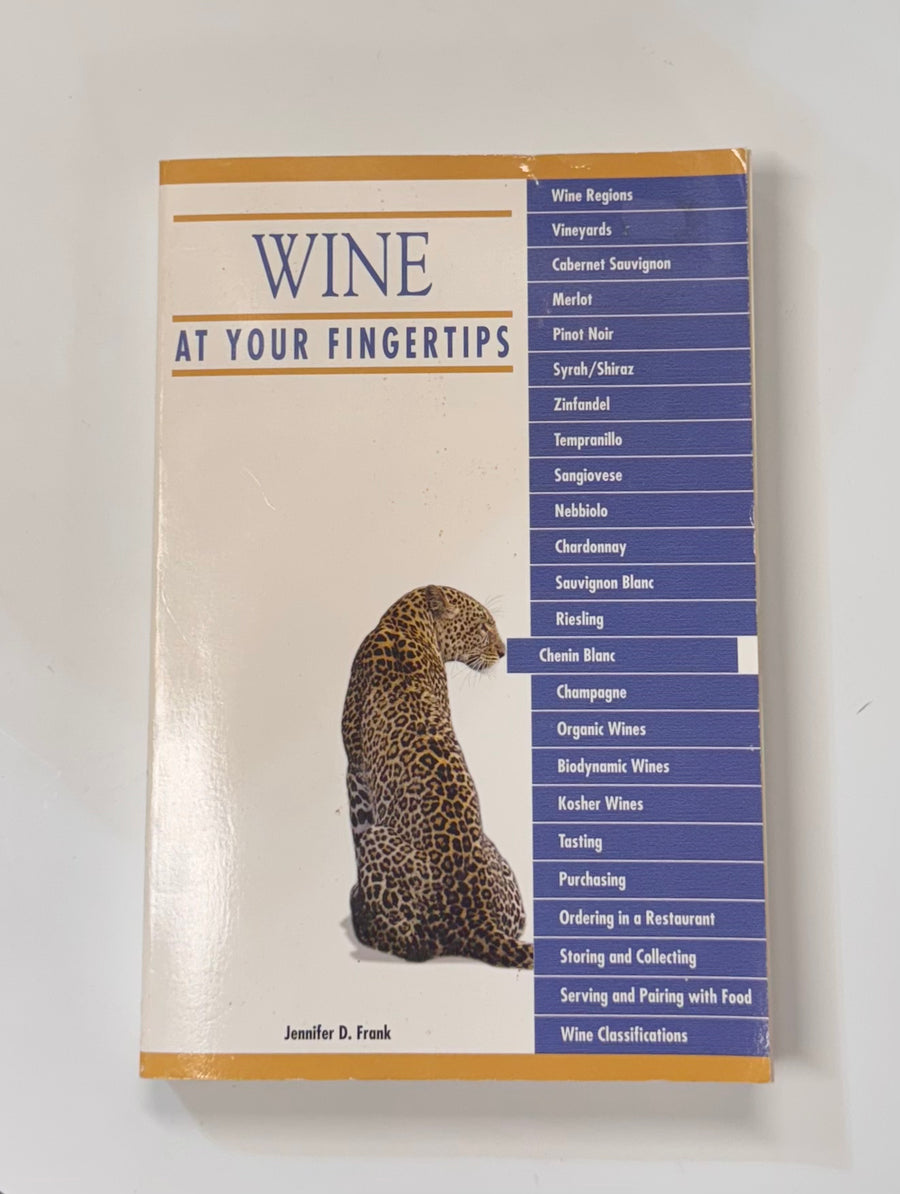 WINE
AT YOUR FINGERTIPS
Jennifer D. Frank
Wine Regions
Vineyards
Cabernet Sauvignon
Merlot
Pinot Noir
Syrah/Shiraz
Zinfandel
Tempranillo
Sangiovese
Nebbiolo
Chardonnay
Sauvignon Blanc
Riesling
Chenin Blanc
Champagne
Organic Wines
Biodynamic Wines
Kosher Wines
Tasting
Purchasing
Ordering in a Restaurant
Storing and Collecting
Serving and Pairing with Food
Wine Classifications